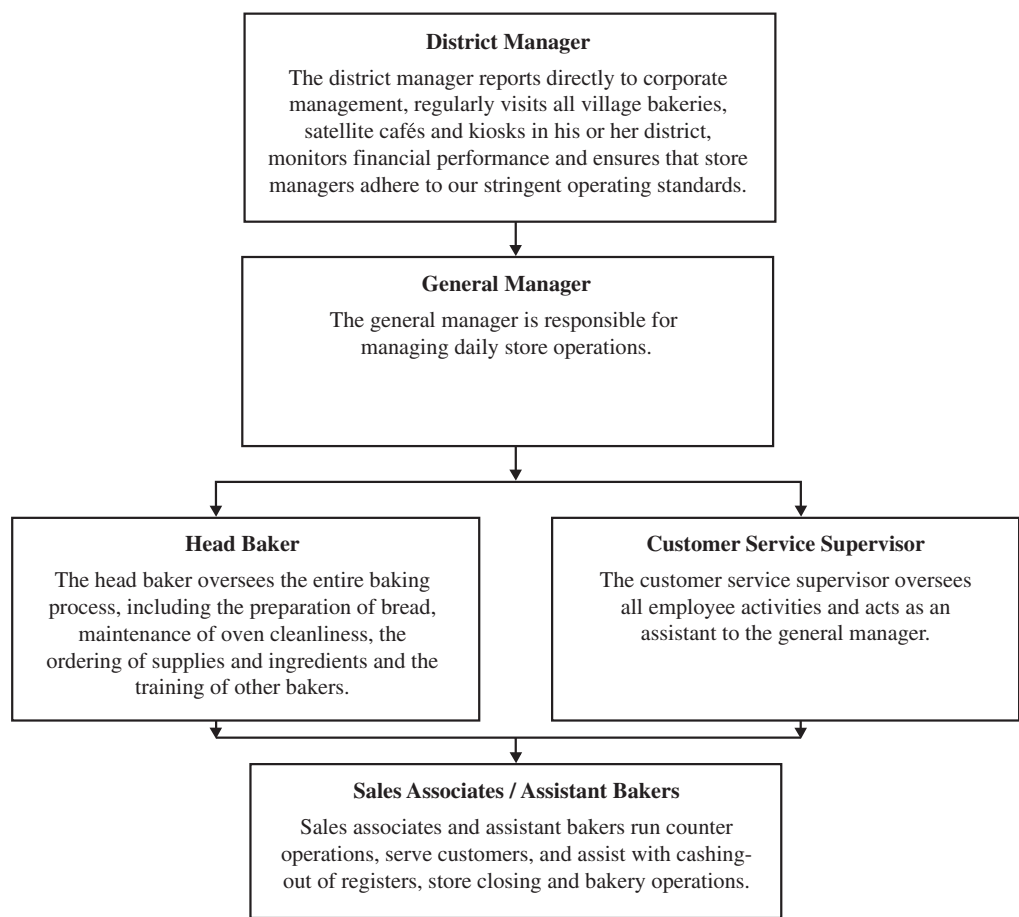 District Manager
The district manager reports directly to corporate
management, regularly visits all village bakeries,
satellite cafés and kiosks in his or her district,
monitors financial performance and ensures that store
managers adhere to our stringent operating standards.
General Manager
The general manager is responsible for
managing daily store operations.
Head Baker
The head baker oversees the entire baking
process, including the preparation of bread,
maintenance of oven cleanliness, the
ordering of supplies and ingredients and the
training of other bakers.
Customer Service Supervisor
The customer service supervisor oversees
all employee activities and acts as an
assistant to the general manager.
Sales Associates / Assistant Bakers
Sales associates and assistant bakers run counter
operations, serve customers, and assist with cashing-
out of registers, store closing and bakery operations.